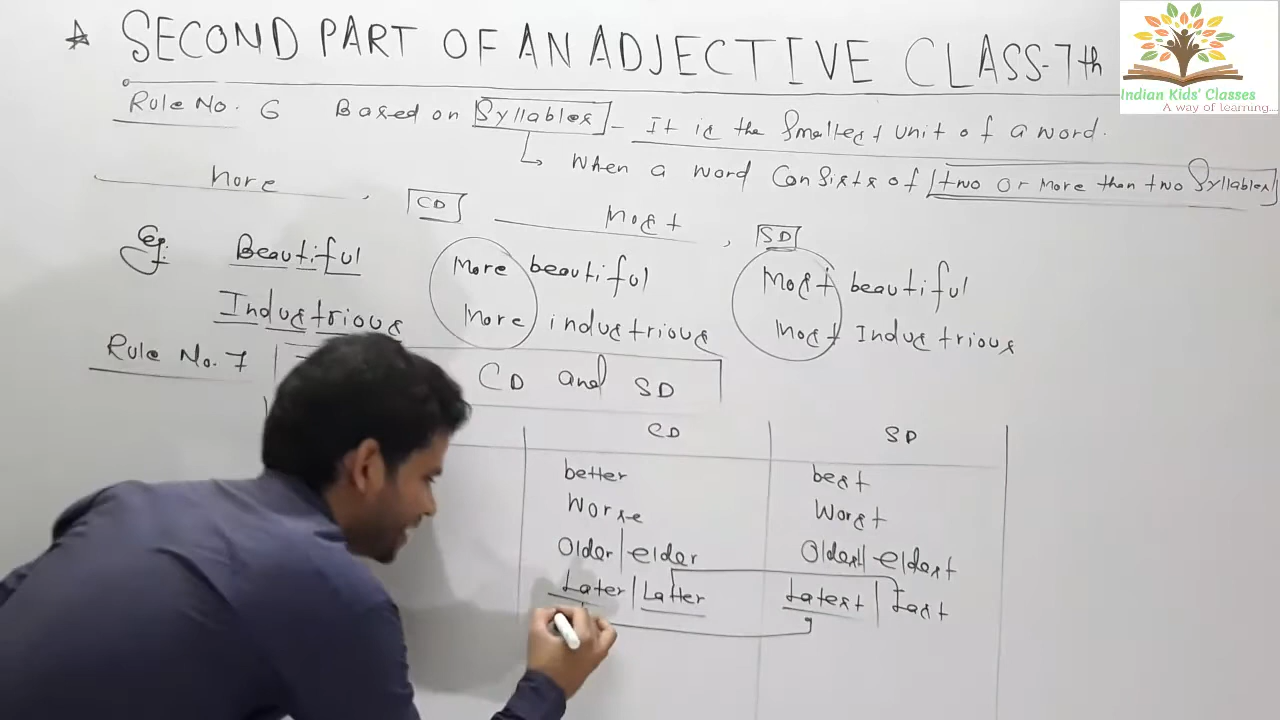 SECOND PART OF AN ADJECTIVE CLASS-7th
Indian Kids' Classes
A way of learning...
Rule No. 6 Based on Syllables - It is the Smallest unit of a word.
When a word Consists of two or more than two Syllables
more, CD most, SD
Eg. Beautiful More beautiful Most beautiful
Industrious More industrious Most Industrious
Rule No. 7 CD and SD
CD SD
better best
Worse Worst
Older/elder Oldest/eldest
Later/Latter Latest/Last